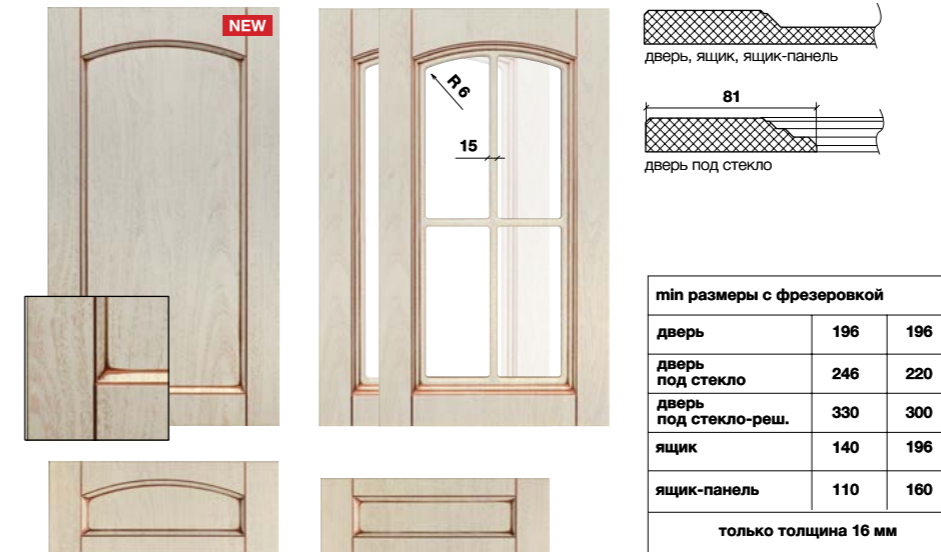 NEW
R 6
15
дверь, ящик, ящик-панель
81
дверь под стекло
min размеры с фрезеровкой
дверь 196 196
дверь
под стекло 246 220
дверь
под стекло-реш. 330 300
ящик 140 196
ящик-панель 110 160
только толщина 16 мм